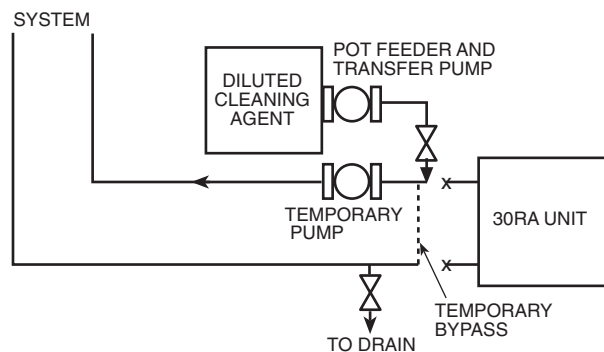 SYSTEM
POT FEEDER AND
TRANSFER PUMP
DILUTED
CLEANING
AGENT
TEMPORARY
PUMP
x
x
30RA UNIT
TEMPORARY
BYPASS
TO DRAIN